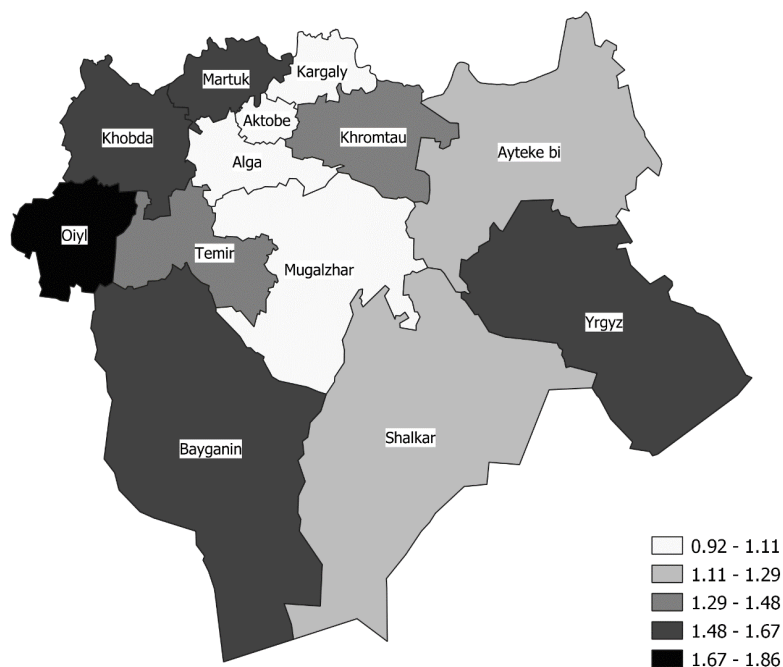 Kargaly
Martuk
Aktobe
Khobda
Khromtau
Ayteke bi
Alga
Oiyl
Temir
Mugalzhar
Yrgyz
Shalkar
Bayganin
0.92 - 1.11
1.11 - 1.29
1.29 - 1.48
1.48 - 1.67
1.67 - 1.86